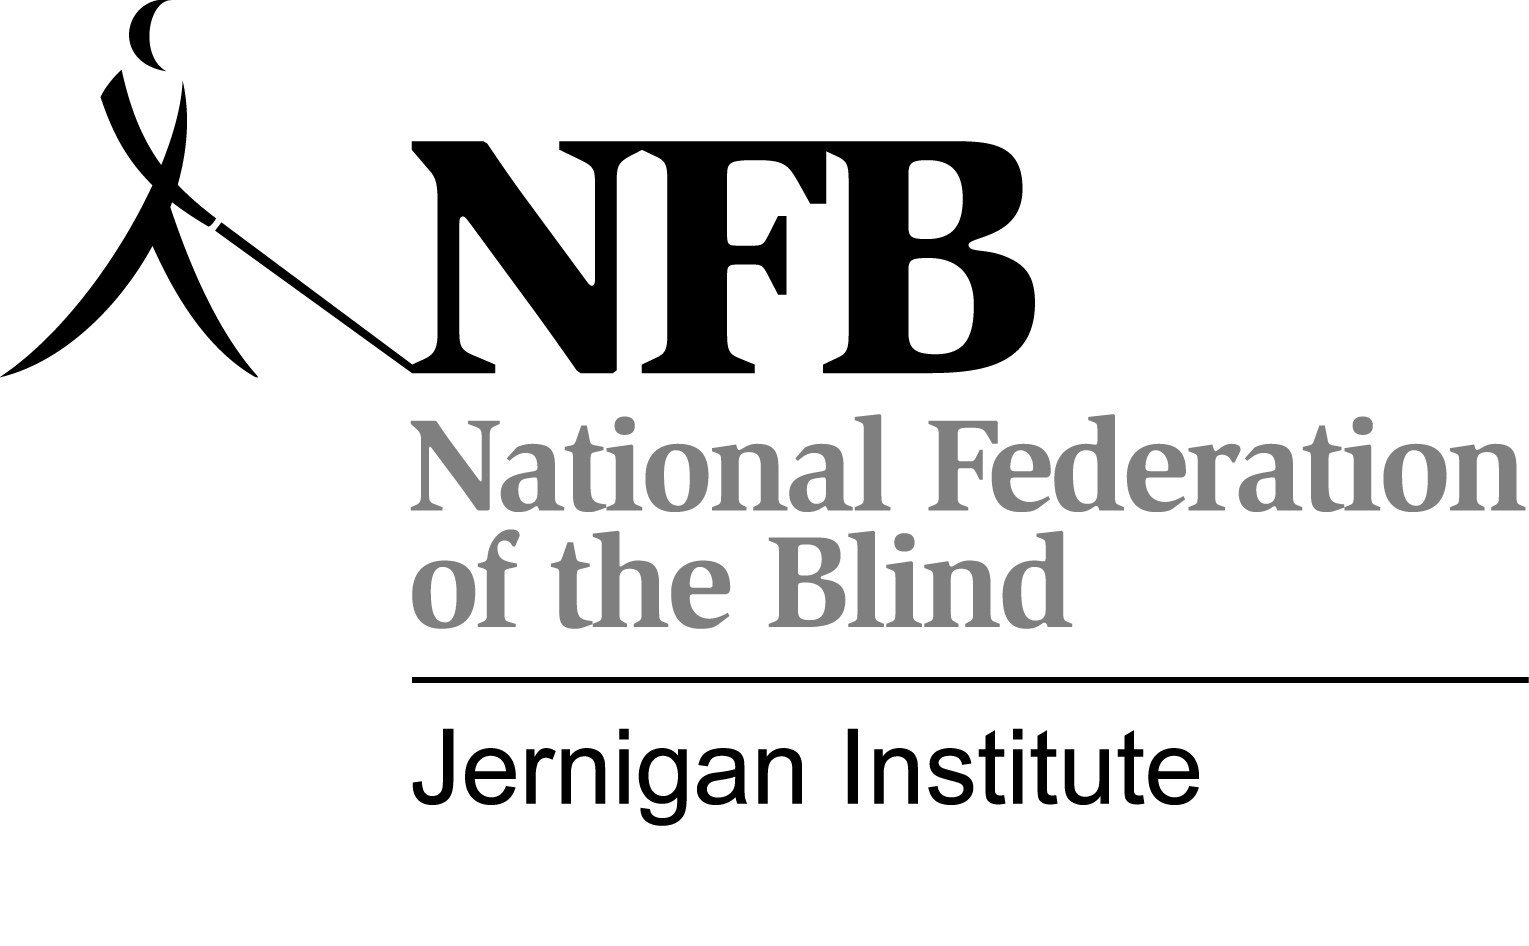 NFB
National Federation
of the Blind
Jernigan Institute